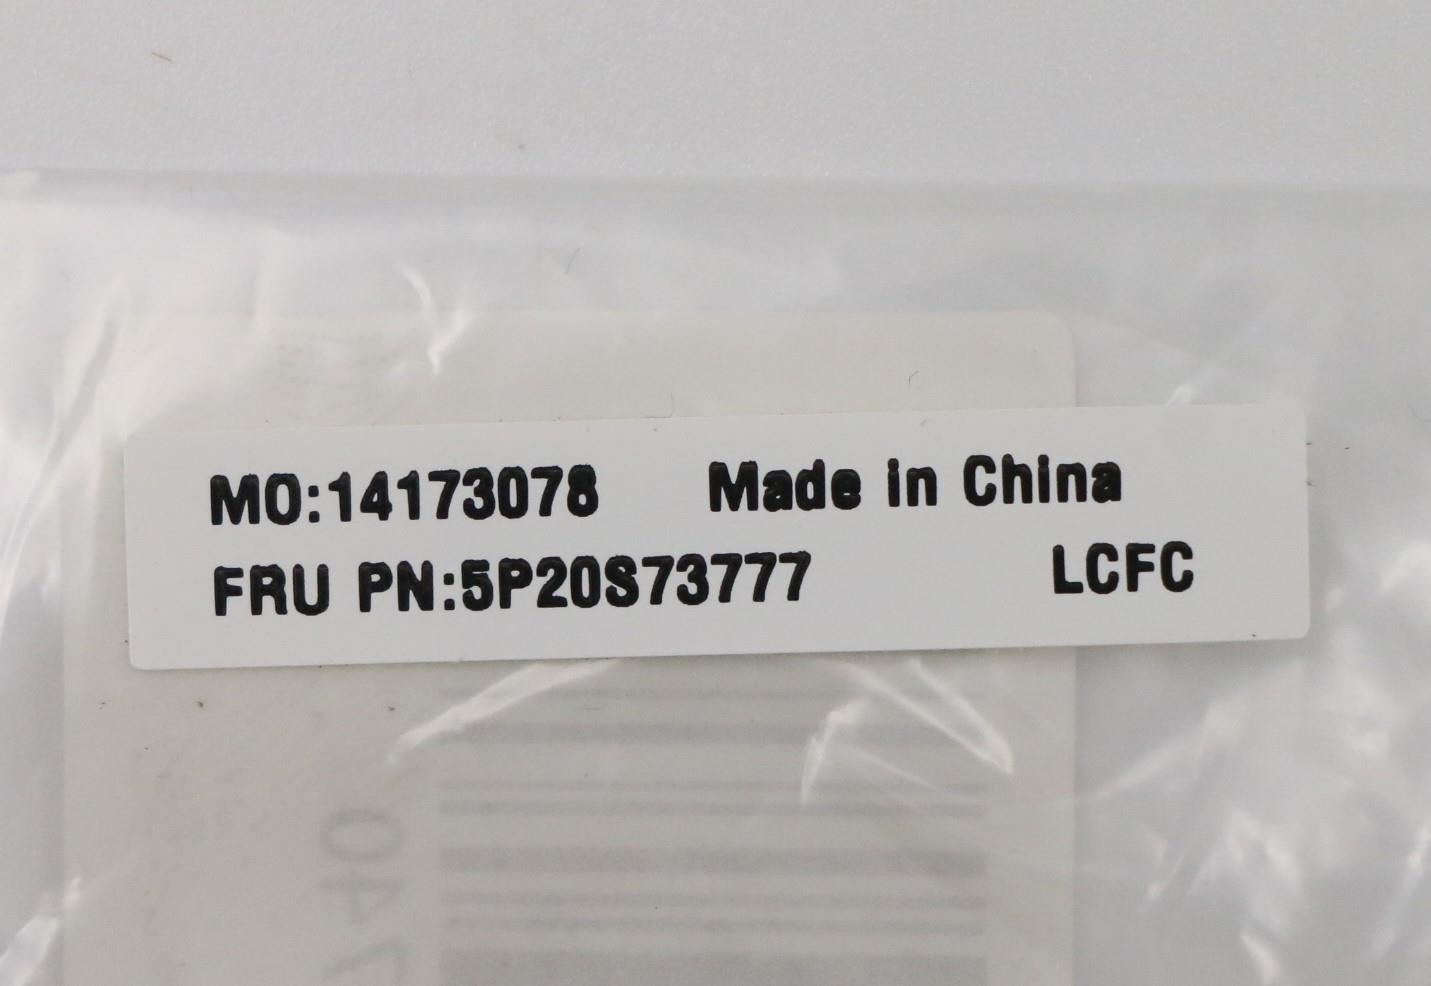 MO:14173078 Made in China
FRU PN:5P20S73777 LCFC